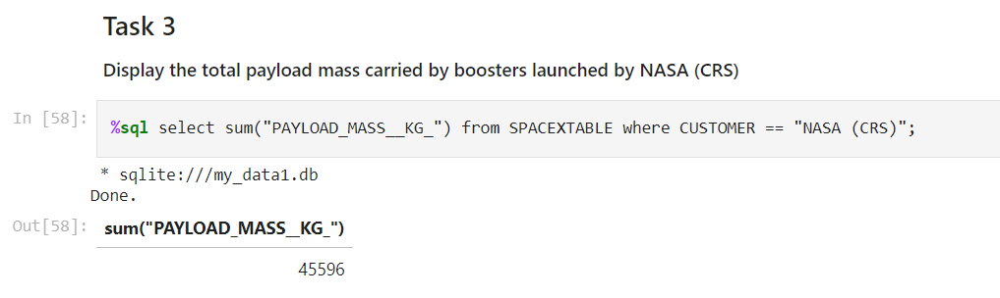 Task 3
Display the total payload mass carried by boosters launched by NASA (CRS)
In [58]: %sql select sum("PAYLOAD_MASS__KG_") from SPACEXTABLE where CUSTOMER == "NASA (CRS)";
* sqlite:///my_data1.db
Done.
Out[58]: sum("PAYLOAD_MASS__KG_")
45596